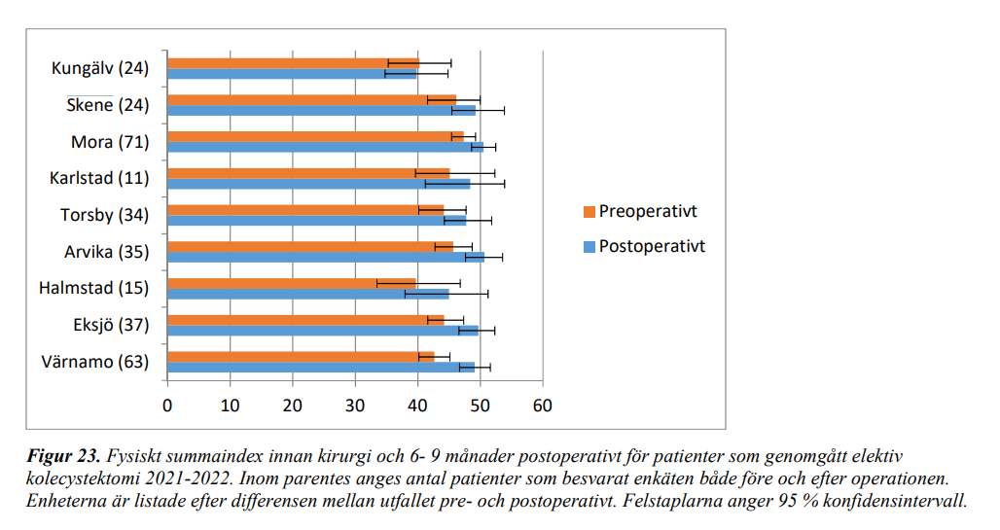 Kungälv (24)
Skene (24)
Mora (71)
Karlstad (11)
Torsby (34)
Arvika (35)
Halmstad (15)
Eksjö (37)
Värnamo (63)
0 10 20 30 40 50 60
Preoperativt
Postoperativt
Figur 23. Fysiskt summaindex innan kirurgi och 6- 9 månader postoperativt för patienter som genomgått elektiv
kolecystektomi 2021-2022. Inom parentes anges antal patienter som besvarat enkäten både före och efter operationen.
Enheterna är listade efter differensen mellan utfallet pre- och postoperativt. Felstaplarna anger 95 % konfidensintervall.